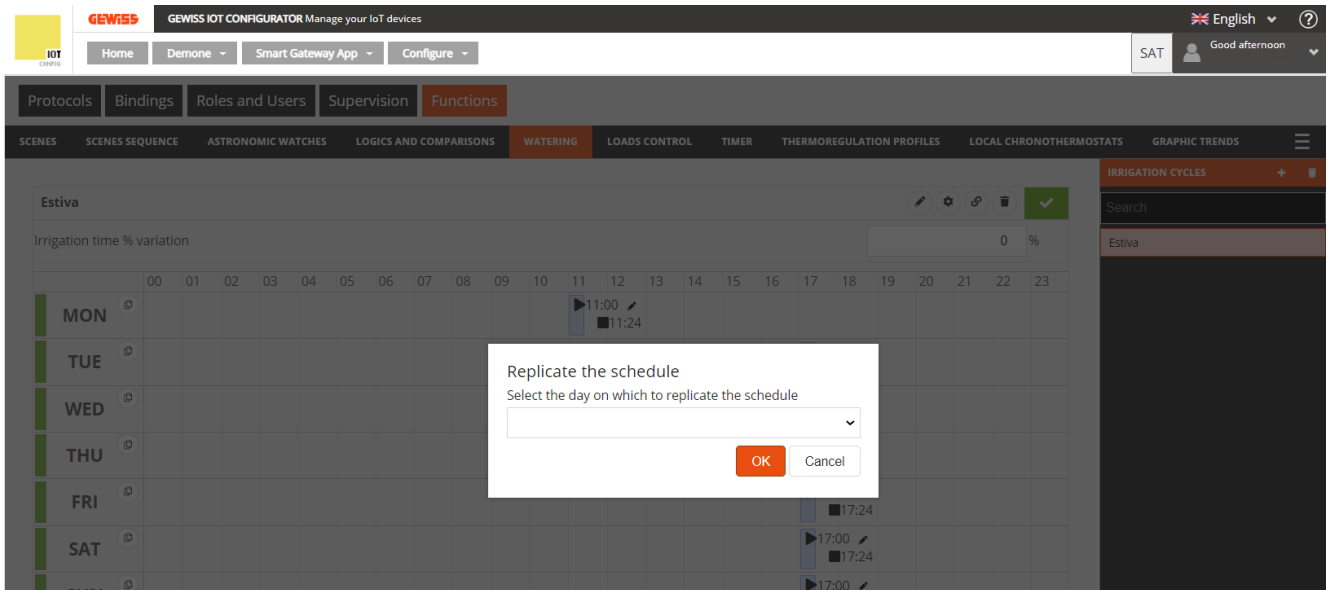 GEWISS
GEWISS IOT CONFIGURATOR Manage your IoT devices
English
IOT
CONFIG
Home
Demone
Smart Gateway App
Configure
SAT
Good afternoon
Protocols
Bindings
Roles and Users
Supervision
Functions
SCENES
SCENES SEQUENCE
ASTRONOMIC WATCHES
LOGICS AND COMPARISONS
WATERING
LOADS CONTROL
TIMER
THERMOREGULATION PROFILES
LOCAL CHRONOTHERMOSTATS
GRAPHIC TRENDS
IRRIGATION CYCLES
Search
Estiva
Estiva
Irrigation time % variation
0 %
00 01 02 03 04 05 06 07 08 09 10 11 12 13 14 15 16 17 18 19 20 21 22 23
MON
11:00
11:24
TUE
WED
THU
FRI
17:24
SAT
17:00
17:24
17:00
Replicate the schedule
Select the day on which to replicate the schedule
OK
Cancel